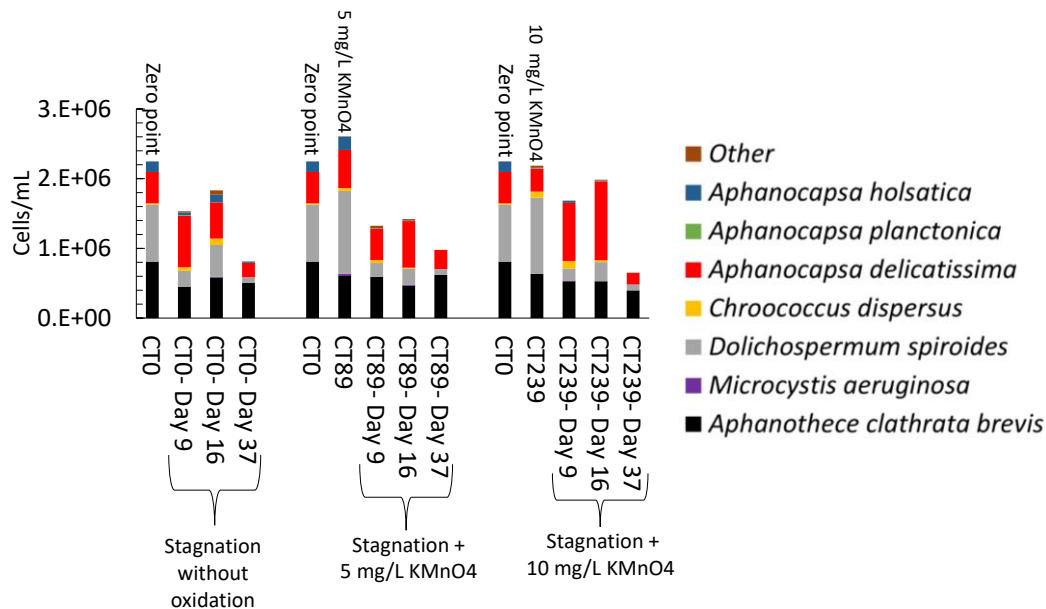 Zero point
5 mg/L KMnO4
Zero point
10 mg/L KMnO4
Zero point
Cells/mL
3.E+06
2.E+06
1.E+06
0.E+00
CT0
CT0- Day 9
CT0- Day 16
CT0- Day 37
CT0
CT89
CT89- Day 9
CT89- Day 16
CT89- Day 37
CT0
CT239
CT239- Day 9
CT239- Day 16
CT239- Day 37
Stagnation
without
oxidation
Stagnation +
5 mg/L KMnO4
Stagnation +
10 mg/L KMnO4
Other
Aphanocapsa holsatica
Aphanocapsa planctonica
Aphanocapsa delicatissima
Chroococcus dispersus
Dolichospermum spiroides
Microcystis aeruginosa
Aphanothece clathrata brevis